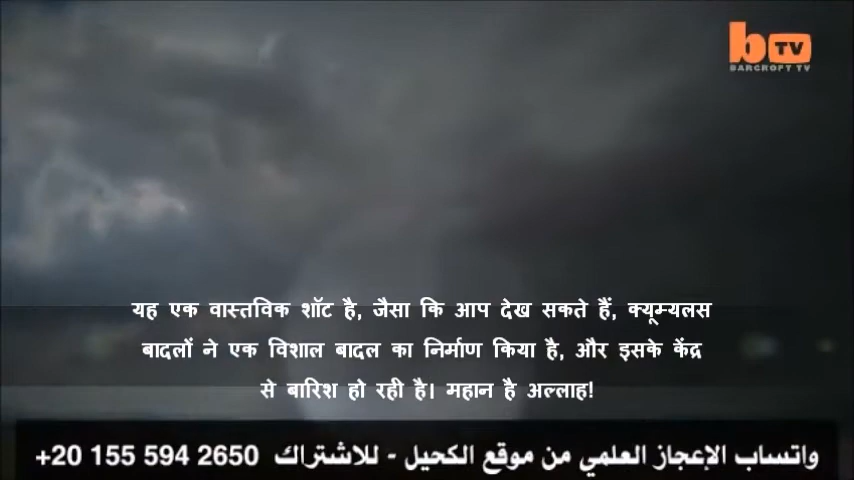 b TV
BARCROFT TV
यह एक वास्तविक शॉट है, जैसा कि आप देख सकते हैं, क्यूम्यलस
बादलों ने एक विशाल बादल का निर्माण किया है, और इसके केंद्र
से बारिश हो रही है। महान है अल्लाह!
واتساب الإعجاز العلمي من موقع الكحيل - للاشتراك 2650 594 155 20+